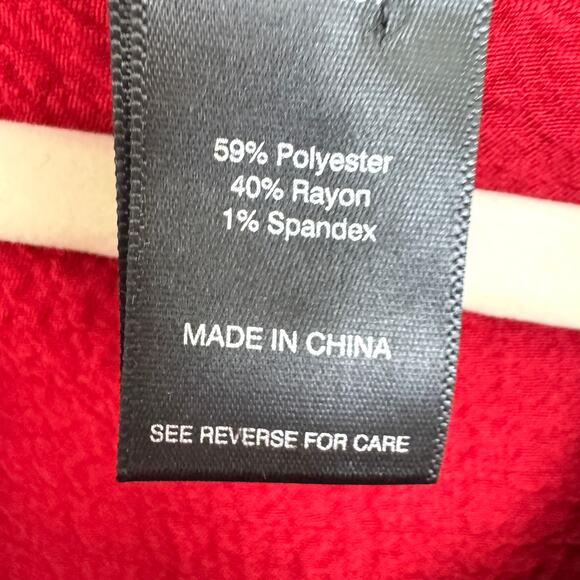 59% Polyester
40% Rayon
1% Spandex
MADE IN CHINA
SEE REVERSE FOR CARE